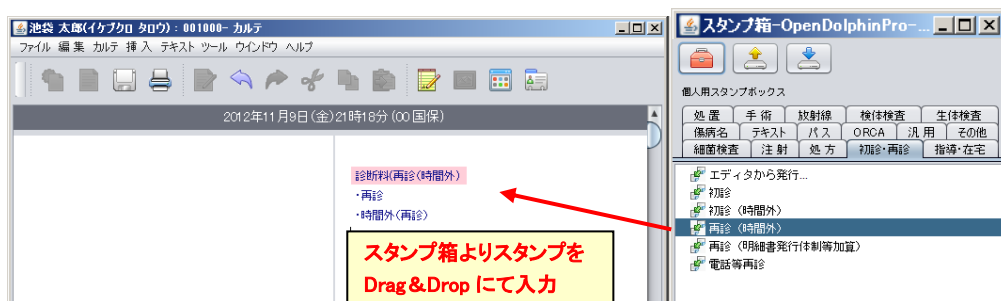 池袋 太郎(イケブクロ タロウ) : 001000- カルテ
ファイル 編 集 カルテ 挿 入 テキスト ツール ウインドウ ヘルプ
2012年11月9日(金)21時18分(00 国保)
診断料(再診(時間外)
・再診
・時間外(再診)
スタンプ箱よりスタンプを
Drag&Drop にて入力
スタンプ箱-OpenDolphinPro-...
個人用スタンプボックス
処 置 手 術 放射線 検体検査 生体検査
傷病名 テキスト パ ス ORCA 汎 用 その他
細菌検査 注 射 処 方 初診・再診 指導・在宅
エディタから発行...
初診
初診（時間外）
再診（時間外）
再診（明細書発行体制等加算）
電話等再診